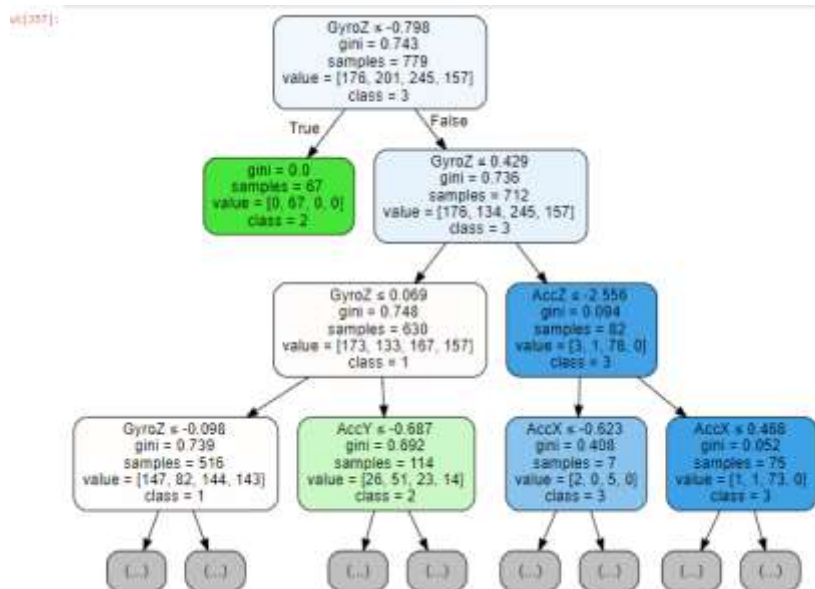 ut[357]:
GyroZ ≤ -0.798
gini = 0.743
samples = 779
value = [176, 201, 245, 157]
class = 3
True
False
gini = 0.0
samples = 67
value = [0, 67, 0, 0]
class = 2
GyroZ ≤ 0.429
gini = 0.736
samples = 712
value = [176, 134, 245, 157]
class = 3
GyroZ ≤ 0.069
gini = 0.748
samples = 630
value = [173, 133, 167, 157]
class = 1
AccZ ≤ -2.556
gini = 0.094
samples = 82
value = [3, 1, 78, 0]
class = 3
GyroZ ≤ -0.098
gini = 0.739
samples = 516
value = [147, 82, 144, 143]
class = 1
AccY ≤ -0.687
gini = 0.692
samples = 114
value = [26, 51, 23, 14]
class = 2
AccX ≤ -0.623
gini = 0.408
samples = 7
value = [2, 0, 5, 0]
class = 3
AccX ≤ 0.468
gini = 0.052
samples = 75
value = [1, 1, 73, 0]
class = 3
(...)
(...)
(...)
(...)
(...)
(...)
(...)
(...)